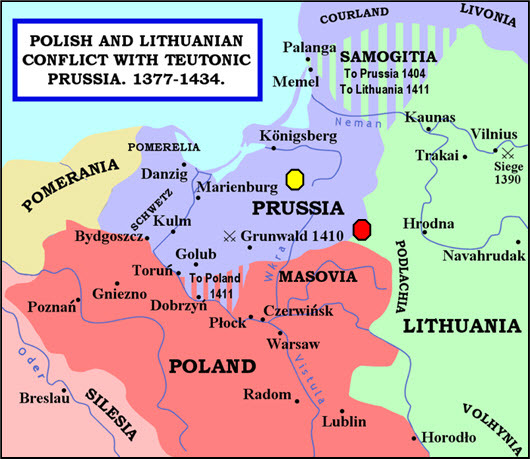 POLISH AND LITHUANIAN
CONFLICT WITH TEUTONIC
PRUSSIA. 1377-1434.
COURLAND
LIVONIA
Palanga
SAMOGITIA
Memel
To Prussia 1404
To Lithuania 1411
Neman
Kaunas
Königsberg
Vilnius
Trakai
Siege
1390
POMERELIA
Danzig
POMERANIA
Marienburg
SCHWETZ
PRUSSIA
Kulm
Hrodna
Bydgoszcz
Grunwald 1410
Navahrudak
Golub
Wkra
PODLACHIA
Toruń
To Poland
1411
MASOVIA
Gniezno
Poznań
Dobrzyń
Płock
Czerwińsk
LITHUANIA
Warsaw
Oder
POLAND
Vistula
Breslau
SILESIA
Radom
Lublin
VOLHYNIA
Horodło